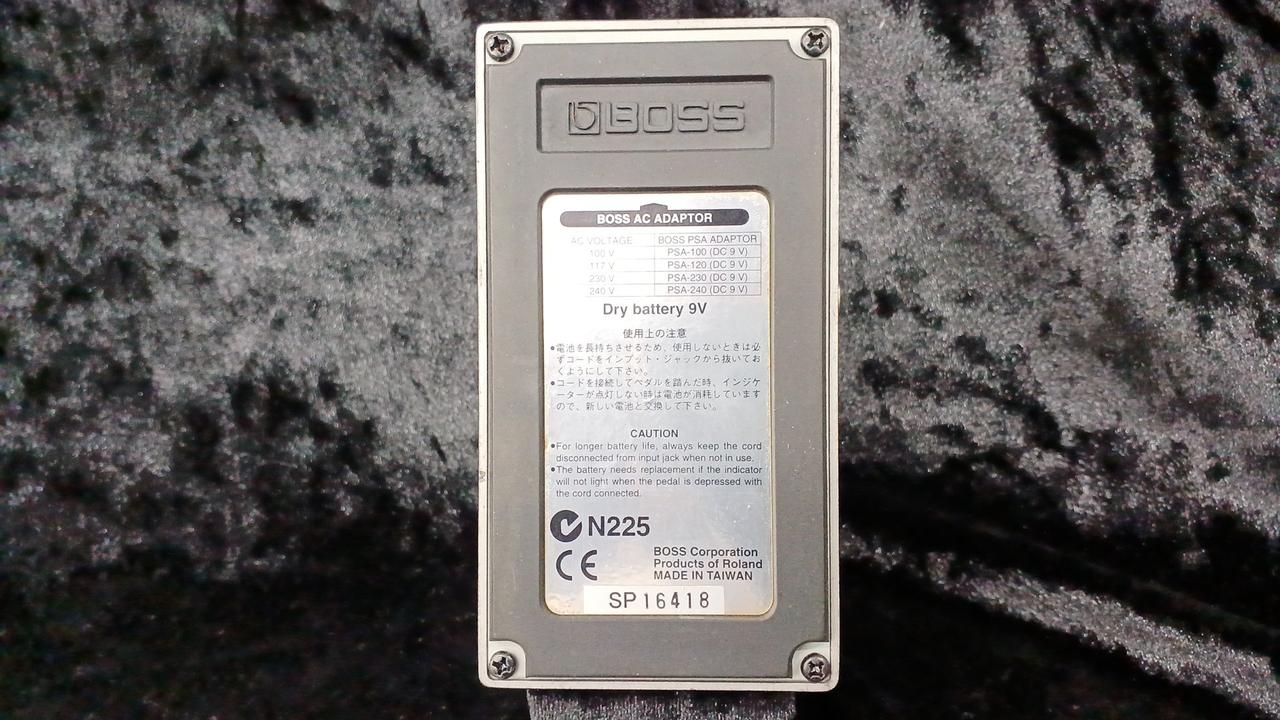 BOSS
BOSS AC ADAPTOR
AC VOLTAGE BOSS PSA ADAPTOR
100 V PSA-100 (DC 9 V)
117 V PSA-120 (DC 9 V)
230 V PSA-230 (DC 9 V)
240 V PSA-240 (DC 9 V)
Dry battery 9V
使用上の注意
●電池を長持ちさせるため、使用しないときは必
ずコードをインプット・ジャックから抜いてお
くようにして下さい。
●コードを接続してペダルを踏んだ時、インジケ
ーターが点灯しない時は電池が消耗しています
ので、新しい電池と交換して下さい。
CAUTION
●For longer battery life, always keep the cord
disconnected from input jack when not in use.
●The battery needs replacement if the indicator
will not light when the pedal is depressed with
the cord connected.
N225
CE
BOSS Corporation
Products of Roland
MADE IN TAIWAN
SP16418